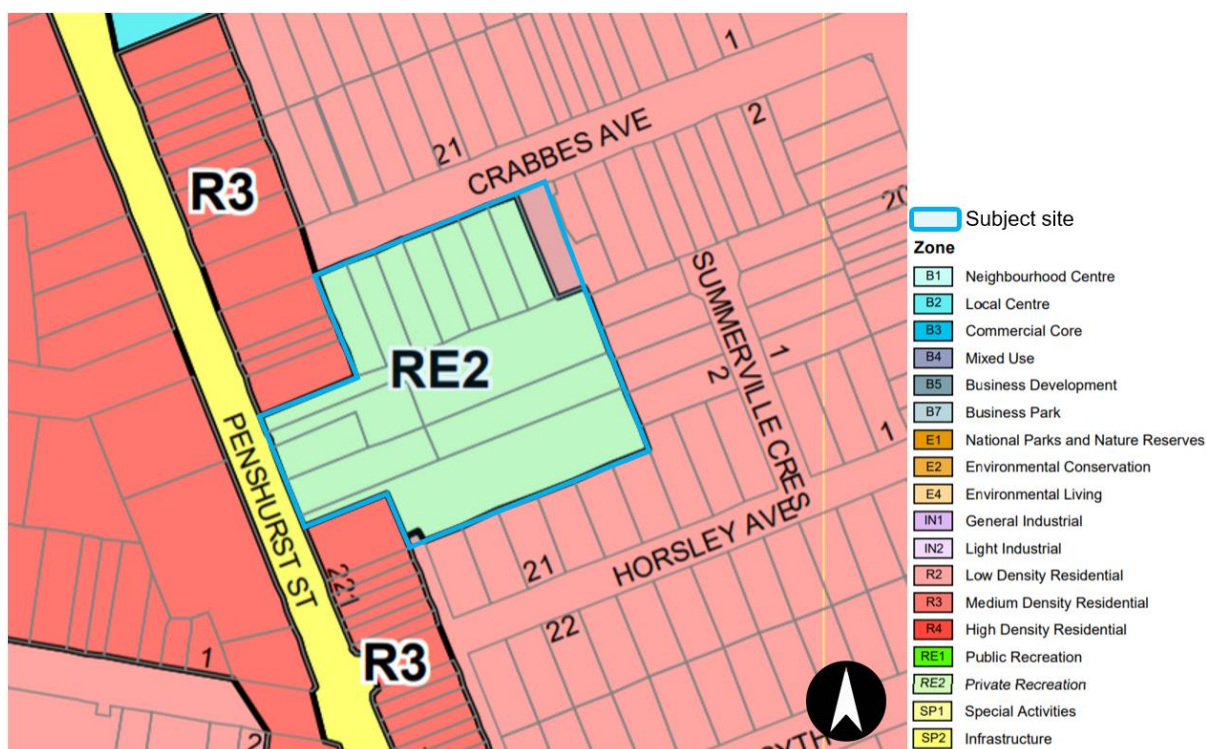 1
21
CRABBES AVE
2
20
R3
RE2
SUMMERVILLE CRES
1
2
1
PENSHURST ST
221
21
HORSLEY AVE
22
R3
1
2
Subject site
Zone
B1 Neighbourhood Centre
B2 Local Centre
B3 Commercial Core
B4 Mixed Use
B5 Business Development
B7 Business Park
E1 National Parks and Nature Reserves
E2 Environmental Conservation
E4 Environmental Living
IN1 General Industrial
IN2 Light Industrial
R2 Low Density Residential
R3 Medium Density Residential
R4 High Density Residential
RE1 Public Recreation
RE2 Private Recreation
SP1 Special Activities
SP2 Infrastructure